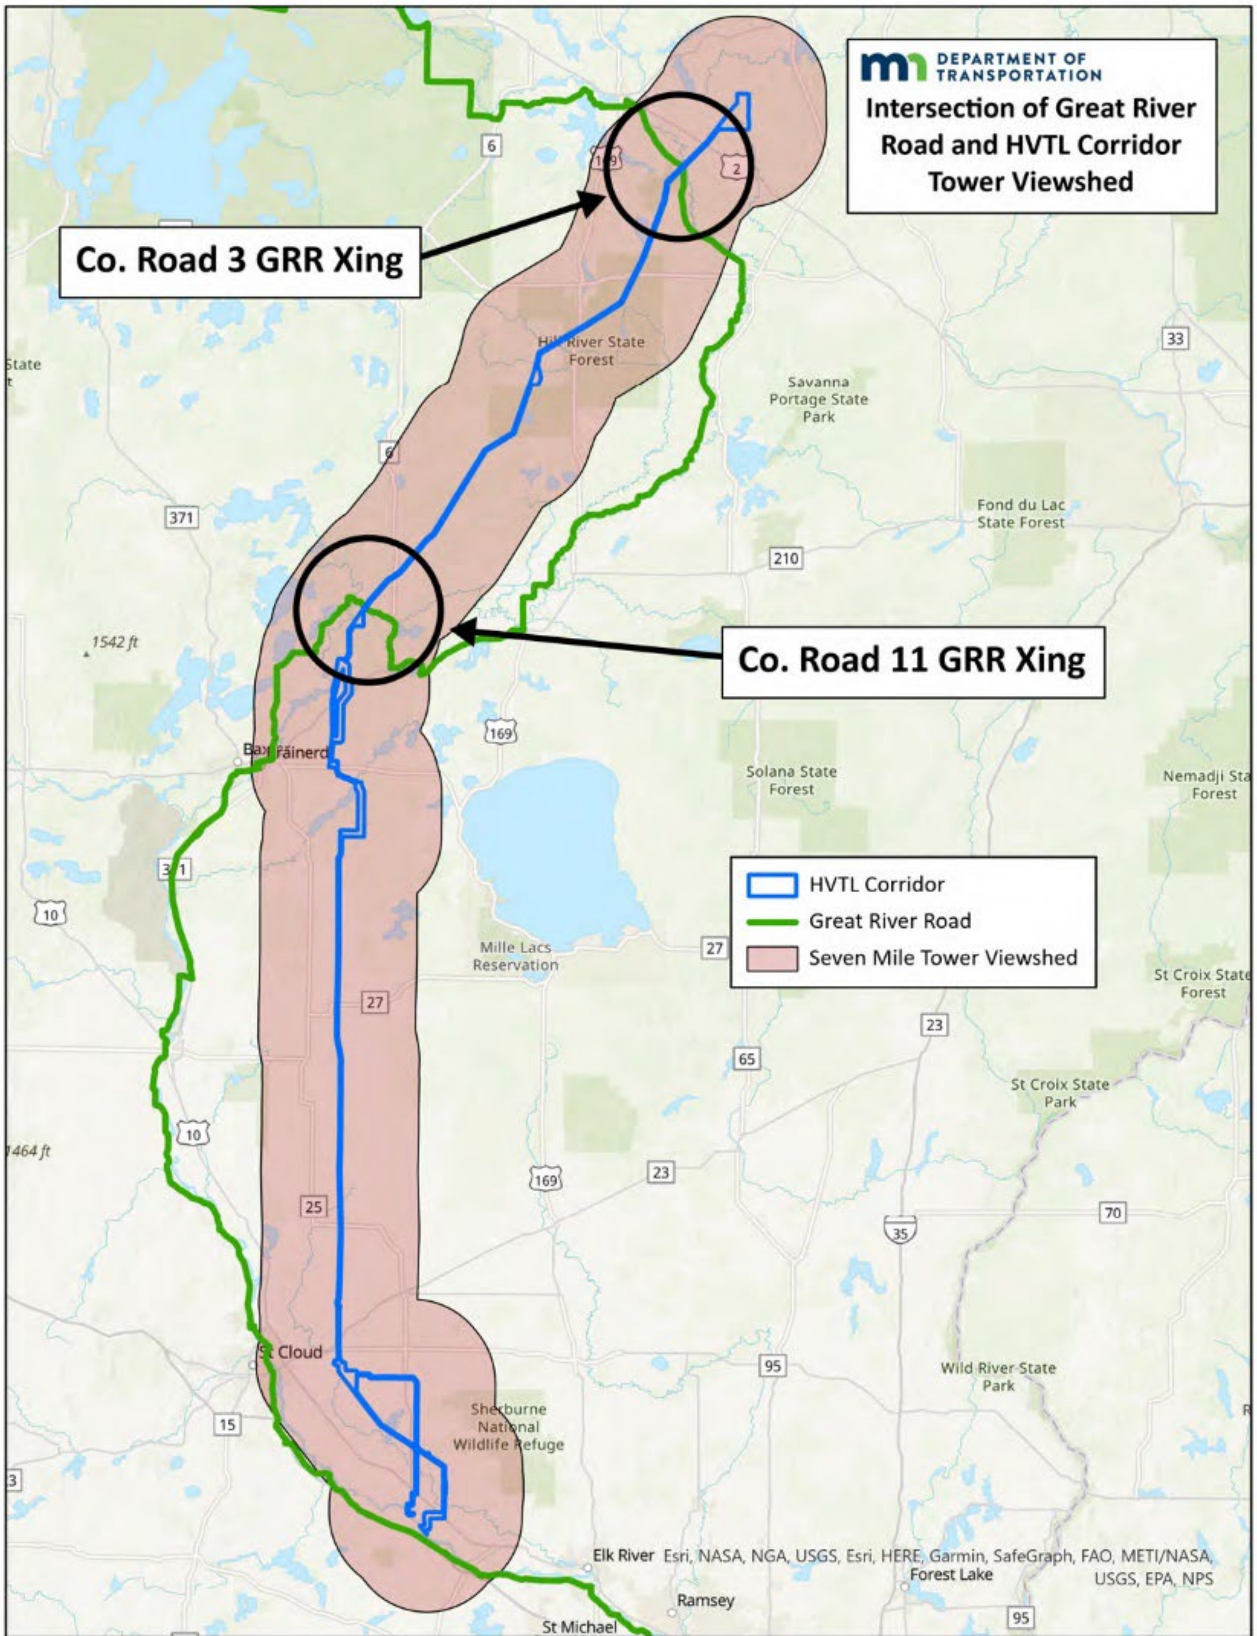 DEPARTMENT OF
TRANSPORTATION
Intersection of Great River
Road and HVTL Corridor
Tower Viewshed
6
169
2
Co. Road 3 GRR Xing
33
Hill River State
Forest
State
Savanna
Portage State
Park
6
371
Fond du Lac
State Forest
210
1542 ft
Co. Road 11 GRR Xing
169
Brainerd
Solana State
Forest
Nemadji Sta
Forest
371
HVTL Corridor
10
Great River Road
Mille Lacs
Reservation
27
Seven Mile Tower Viewshed
St Croix State
Forest
27
23
65
St Croix State
Park
10
1464 ft
169
23
25
70
35
St Cloud
95
Wild River State
Park
15
Sherburne
National
Wildlife Refuge
3
Elk River
Esri, NASA, NGA, USGS, Esri, HERE, Garmin, SafeGraph, FAO, METI/NASA,
USGS, EPA, NPS
Forest Lake
Ramsey
95
St Michael